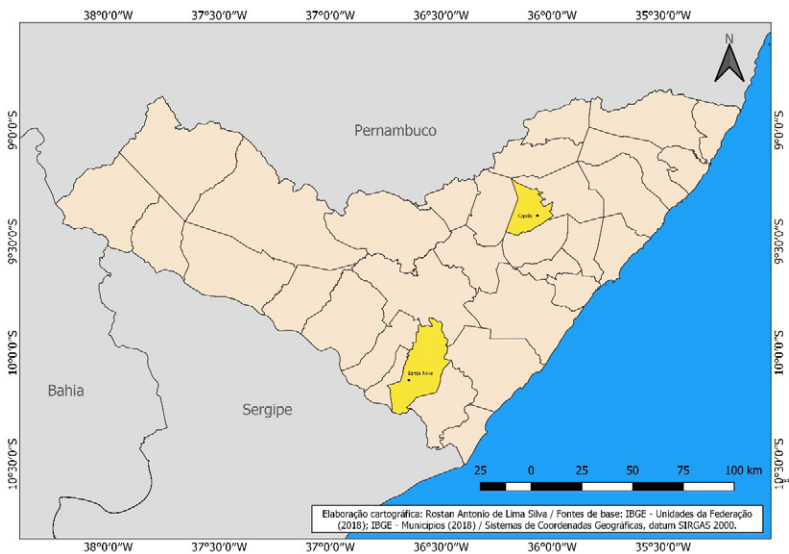 38°0'0"W 37°30'0"W 37°0'0"W 36°30'0"W 36°0'0"W 35°30'0"W
N
9°0'0"S 9°0'0"S
Pernambuco
Capela
9°30'0"S 9°30'0"S
10°0'0"S 10°0'0"S
Bahia
Sergipe
10°30'0"S 10°30'0"S
25 0 25 50 75 100 km
Elaboração cartográfica: Rostan Antonio de Lima Silva / Fontes de base: IBGE - Unidades da Federação
(2018); IBGE - Municípios (2018) / Sistemas de Coordenadas Geográficas, datum SIRGAS 2000.
38°0'0"W 37°30'0"W 37°0'0"W 36°30'0"W 36°0'0"W 35°30'0"W